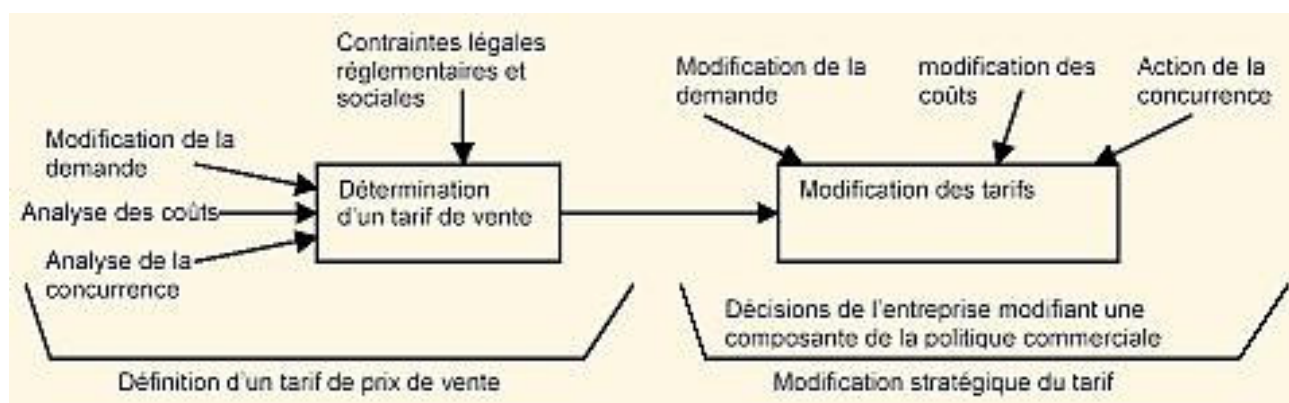 Contraintes légales
réglementaires et
sociales
Modification de la
demande
Analyse des coûts
Analyse de la
concurrence
Détermination
d'un tarif de vente
Définition d'un tarif de prix de vente
Modification de la
demande
modification des
coûts
Action de la
concurrence
Modification des tarifs
Décisions de l'entreprise modifiant une
composante de la politique commerciale
Modification stratégique du tarif